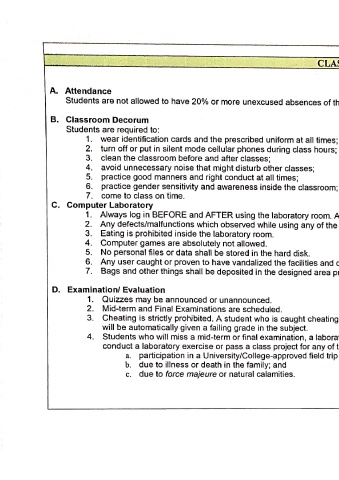 CLAS
A. Attendance
Students are not allowed to have 20% or more unexcused absences of th
B. Classroom Decorum
Students are required to:
1. wear identification cards and the prescribed uniform at all times;
2. turn off or put in silent mode cellular phones during class hours;
3. clean the classroom before and after classes;
4. avoid unnecessary noise that might disturb other classes;
5. practice good manners and right conduct at all times;
6. practice gender sensitivity and awareness inside the classroom;
7. come to class on time.
C. Computer Laboratory
1. Always log in BEFORE and AFTER using the laboratory room. A
2. Any defects/malfunctions which observed while using any of the
3. Eating is prohibited inside the laboratory room.
4. Computer games are absolutely not allowed.
5. No personal files or data shall be stored in the hard disk.
6. Any user caught or proven to have vandalized the facilities and c
7. Bags and other things shall be deposited in the designed area pr
D. Examination/ Evaluation
1. Quizzes may be announced or unannounced.
2. Mid-term and Final Examinations are scheduled.
3. Cheating is strictly prohibited. A student who is caught cheating
will be automatically given a failing grade in the subject.
4. Students who will miss a mid-term or final examination, a labora
conduct a laboratory exercise or pass a class project for any of t
a. participation in a University/College-approved field trip
b. due to illness or death in the family; and
c. due to force majeure or natural calamities.